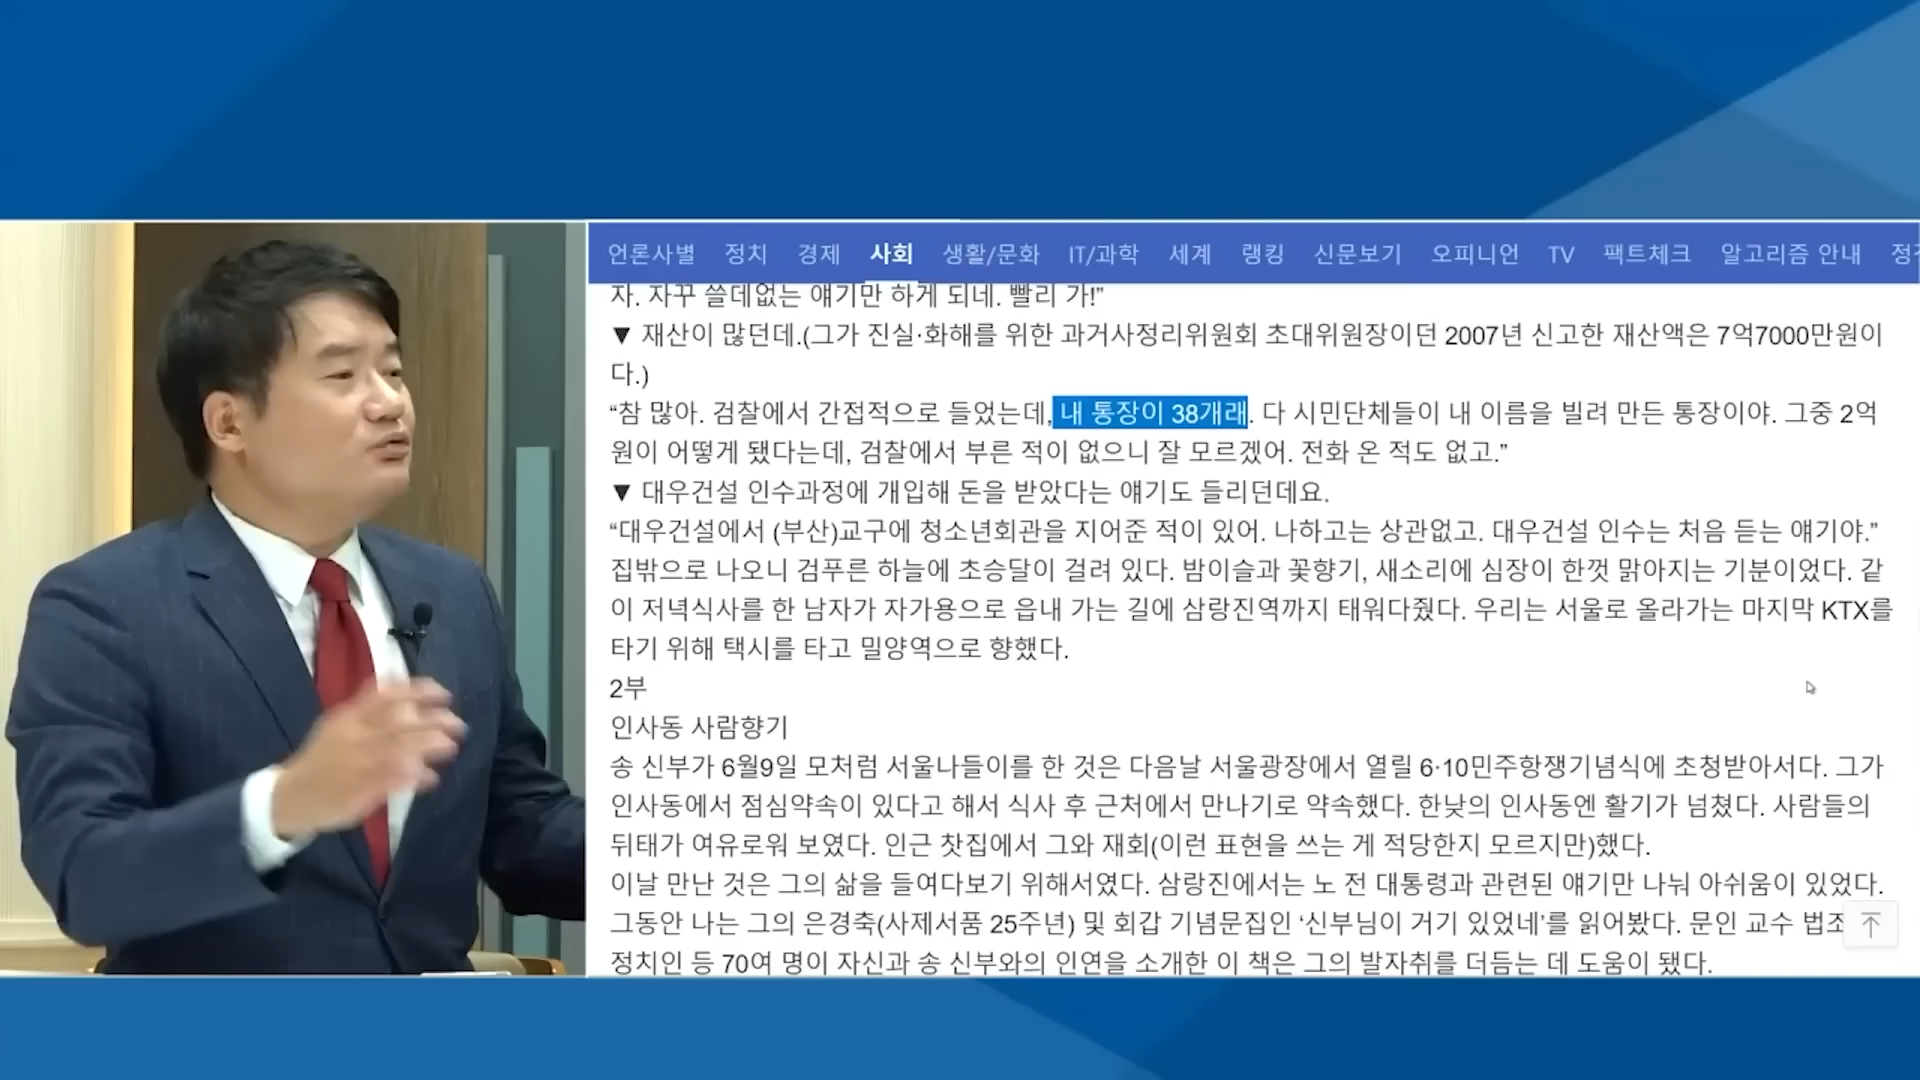 언론사별 정치 경제 사회 생활/문화 IT/과학 세계 랭킹 신문보기 오피니언 TV 팩트체크 알고리즘 안내
자. 자꾸 쓸데없는 얘기만 하게 되네. 빨리 가!”
▼ 재산이 많던데.(그가 진실·화해를 위한 과거사정리위원회 초대위원장이던 2007년 신고한 재산액은 7억7000만원이
다.)
“참 많아. 검찰에서 간접적으로 들었는데, 내 통장이 38개래. 다 시민단체들이 내 이름을 빌려 만든 통장이야. 그중 2억
원이 어떻게 됐다는데, 검찰에서 부른 적이 없으니 잘 모르겠어. 전화 온 적도 없고.”
▼ 대우건설 인수과정에 개입해 돈을 받았다는 얘기도 들리던데요.
“대우건설에서 (부산)교구에 청소년회관을 지어준 적이 있어. 나하고는 상관없고. 대우건설 인수는 처음 듣는 얘기야.”
집밖으로 나오니 검푸른 하늘에 초승달이 걸려 있다. 밤이슬과 꽃향기, 새소리에 심장이 한껏 맑아지는 기분이었다. 같
이 저녁식사를 한 남자가 자가용으로 읍내 가는 길에 삼랑진역까지 태워다줬다. 우리는 서울로 올라가는 마지막 KTX를
타기 위해 택시를 타고 밀양역으로 향했다.
2부
인사동 사람향기
송 신부가 6월9일 모처럼 서울나들이를 한 것은 다음날 서울광장에서 열릴 6·10민주항쟁기념식에 초청받아서다. 그가
인사동에서 점심약속이 있다고 해서 식사 후 근처에서 만나기로 약속했다. 한낮의 인사동엔 활기가 넘쳤다. 사람들의
뒤태가 여유로워 보였다. 인근 찻집에서 그와 재회(이런 표현을 쓰는 게 적당한지 모르지만)했다.
이날 만난 것은 그의 삶을 들여다보기 위해서였다. 삼랑진에서는 노 전 대통령과 관련된 얘기만 나눠 아쉬움이 있었다.
그동안 나는 그의 은경축(사제서품 25주년) 및 회갑 기념문집인 ‘신부님이 거기 있었네’를 읽어봤다. 문인 교수 법조
정치인 등 70여 명이 자신과 송 신부와의 인연을 소개한 이 책은 그의 발자취를 더듬는 데 도움이 됐다.